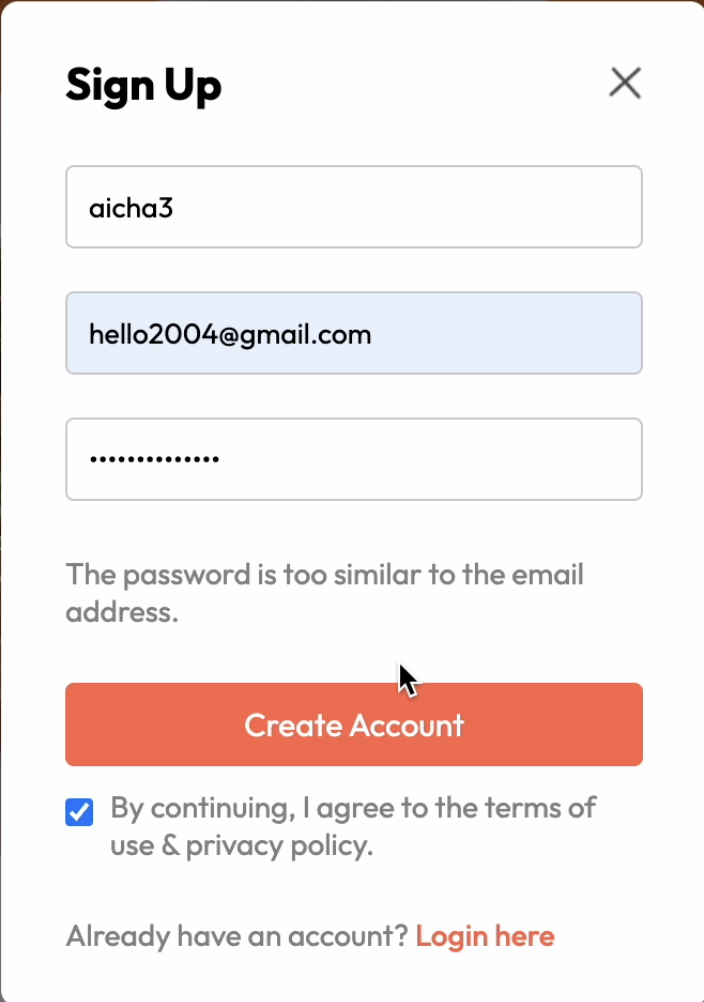 Sign Up
aicha3
hello2004@gmail.com
••••••••••••••
The password is too similar to the email
address.
Create Account
By continuing, I agree to the terms of
use & privacy policy.
Already have an account? Login here